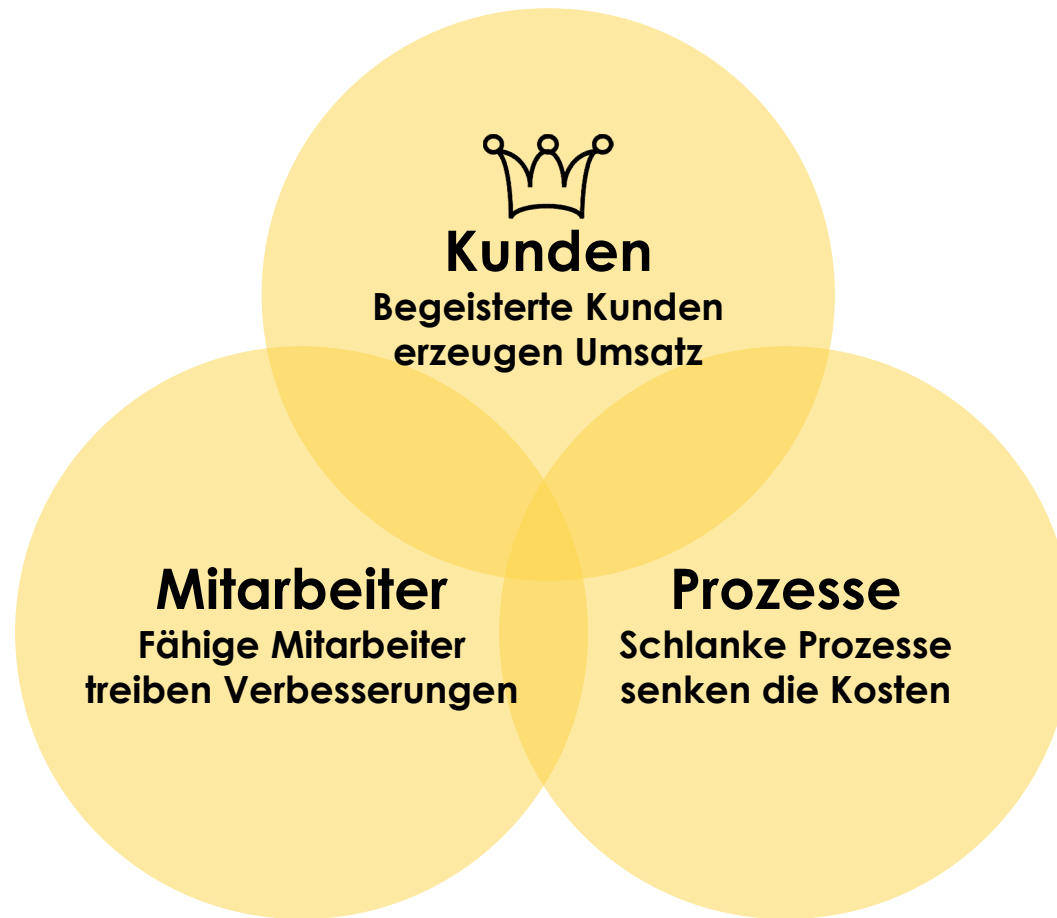 Kunden
Begeisterte Kunden
erzeugen Umsatz
Mitarbeiter
Fähige Mitarbeiter
treiben Verbesserungen
Prozesse
Schlanke Prozesse
senken die Kosten